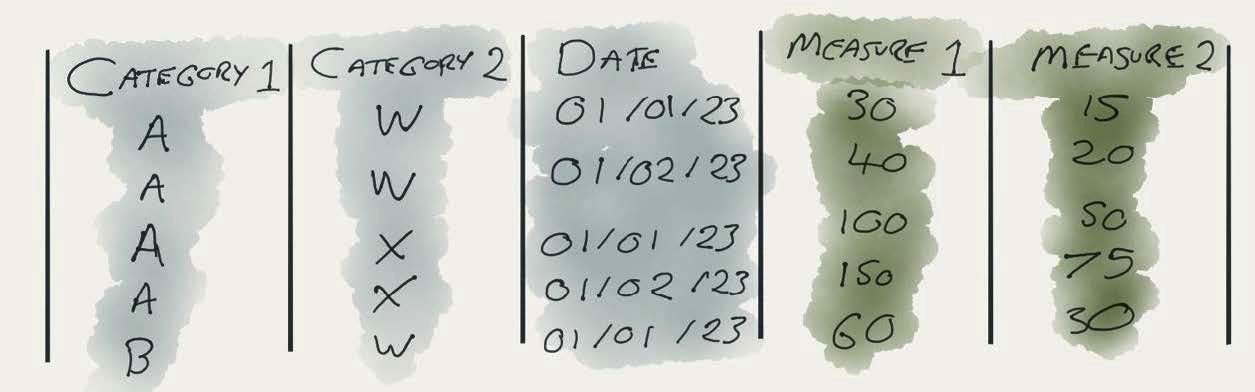 CATEGORY 1 CATEGORY 2 DATE MEASURE 1 MEASURE 2
A W 01/01/23 30 15
A W 01/02/23 40 20
A X 01/01/23 100 50
A X 01/02/23 150 75
B W 01/01/23 60 30